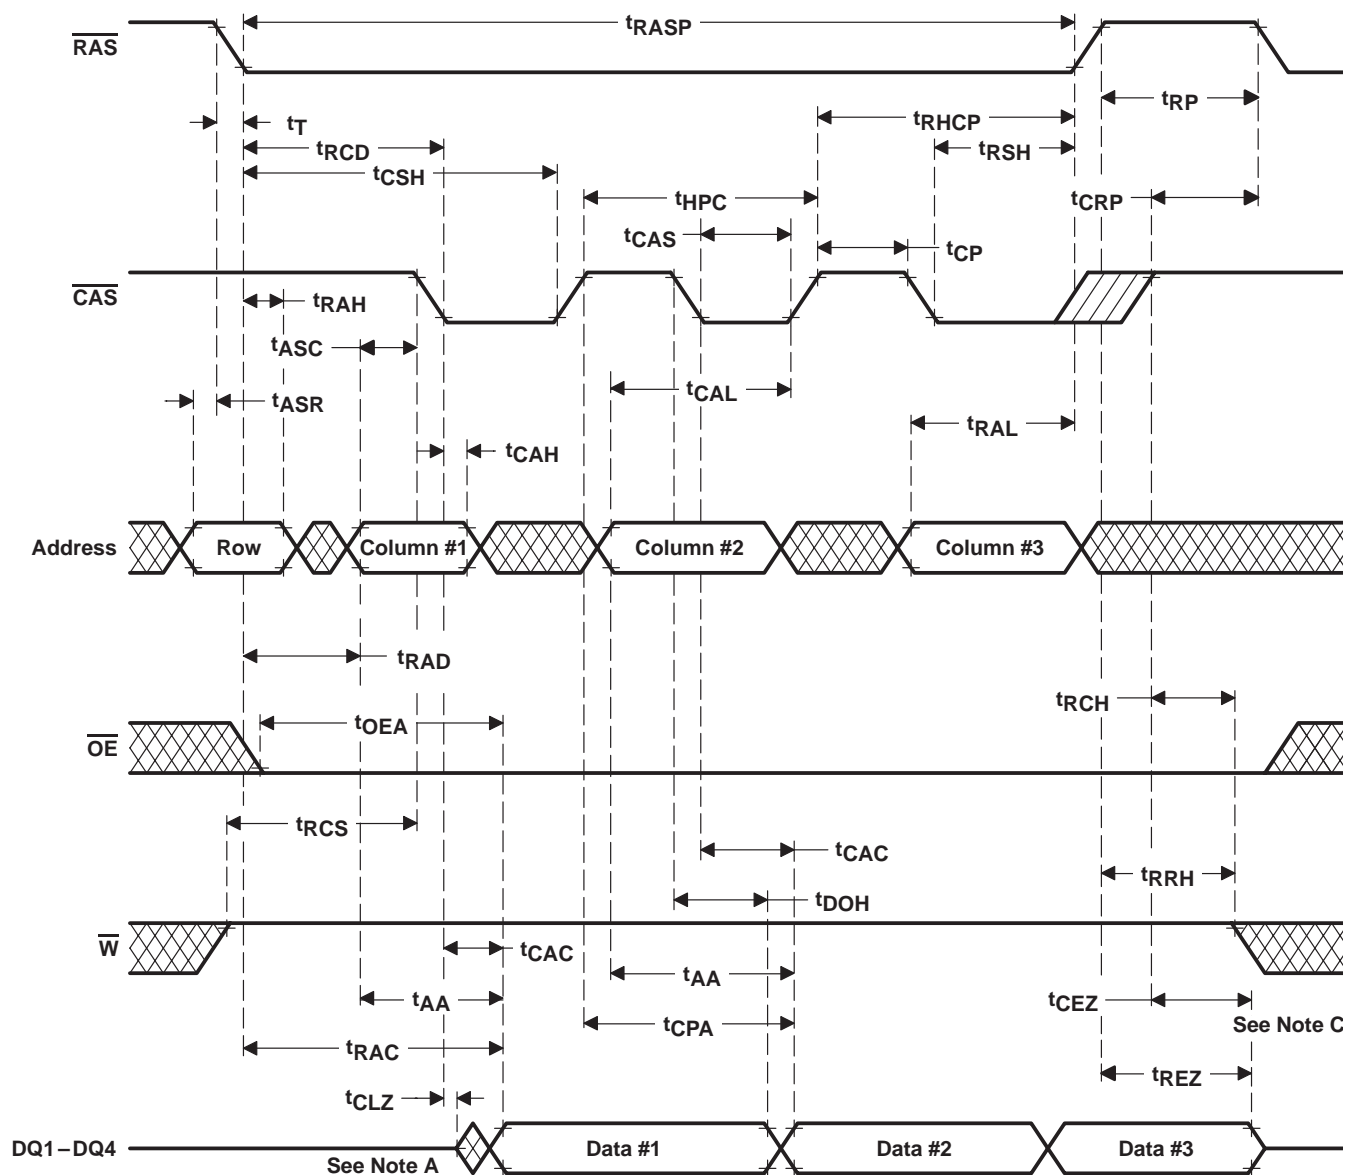 RAS
tRASP
tRP
tT
tRHCP
tRCD
tRSH
tCSH
tHPC
tCRP
tCAS
tCP
CAS
tRAH
tASC
tCAL
tASR
tRAL
tCAH
Address
Row
Column #1
Column #2
Column #3
tRAD
tRCH
tOEA
OE
tRCS
tCAC
tRRH
tDOH
W
tCAC
tAA
tAA
tCEZ
tCPA
See Note C
tRAC
tREZ
tCLZ
DQ1–DQ4
Data #1
Data #2
Data #3
See Note A